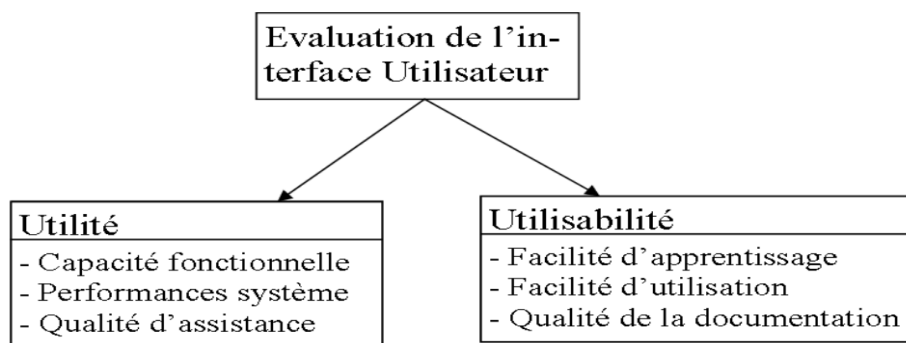 Evaluation de l’in-
terface Utilisateur
Utilité
- Capacité fonctionnelle
- Performances système
- Qualité d’assistance
Utilisabilité
- Facilité d’apprentissage
- Facilité d’utilisation
- Qualité de la documentation